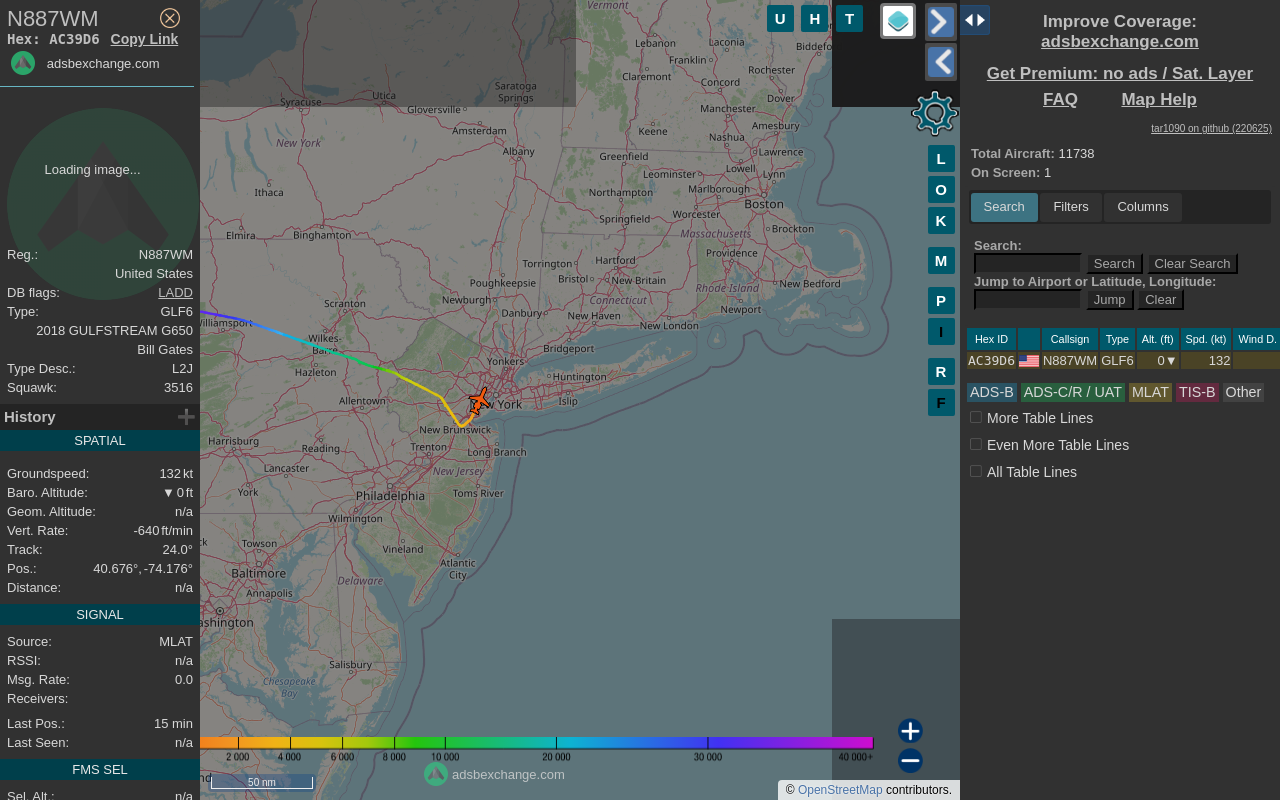 N887WM
Hex: AC39D6 Copy Link
adsbexchange.com
Loading image...
Reg.: N887WM
United States
DB flags: LADD
Type: GLF6
2018 GULFSTREAM G650
Bill Gates
Type Desc.: L2J
Squawk: 3516
History
SPATIAL
Groundspeed: 132 kt
Baro. Altitude: ▼ 0 ft
Geom. Altitude: n/a
Vert. Rate: -640 ft/min
Track: 24.0°
Pos.: 40.676°, -74.176°
Distance: n/a
SIGNAL
Source: MLAT
RSSI: n/a
Msg. Rate: 0.0
Receivers:
Last Pos.: 15 min
Last Seen: n/a
FMS SEL
Sel. Alt.: n/a
U H T
L
O
K
M
P
I
R
F
Vermont
Lebanon
Laconia
Franklin
Claremont
Concord
Rochester
Dover
Manchester
Amesbury
Keene
Nashua
Lawrence
Syracuse
Utica
Gloversville
Saratoga
Springs
Amsterdam
New York
Albany
Greenfield
Lowell
Lynn
Leominster
Ithaca
Northampton
Marlborough
Boston
Worcester
Springfield
Massachusetts
Brockton
Elmira
Binghamton
Providence
Torrington
Hartford
Bristol
New Britain
Rhode Island
New Bedford
Poughkeepsie
Scranton
Newburgh
Connecticut
Danbury
New Haven
New London
Newport
Williamsport
Wilkes-
Barre
Bridgeport
Yonkers
Hazleton
Huntington
Allentown
New York
Islip
New Brunswick
Harrisburg
Reading
Trenton
Long Branch
Lancaster
New Jersey
York
Philadelphia
Toms River
Wilmington
Towson
Vineland
Baltimore
Atlantic
City
Annapolis
Delaware
ashington
Salisbury
Chesapeake
Bay
2 000 4 000 6 000 8 000 10 000 20 000 30 000 40 000+
50 nm
adsbexchange.com
© OpenStreetMap contributors.
Improve Coverage:
adsbexchange.com
Get Premium: no ads / Sat. Layer
FAQ Map Help
tar1090 on github (220625)
Total Aircraft: 11738
On Screen: 1
Search Filters Columns
Search:
Search Clear Search
Jump to Airport or Latitude, Longitude:
Jump Clear
Hex ID Callsign Type Alt. (ft) Spd. (kt) Wind D.
AC39D6 N887WM GLF6 0▼ 132
ADS-B ADS-C/R / UAT MLAT TIS-B Other
More Table Lines
Even More Table Lines
All Table Lines